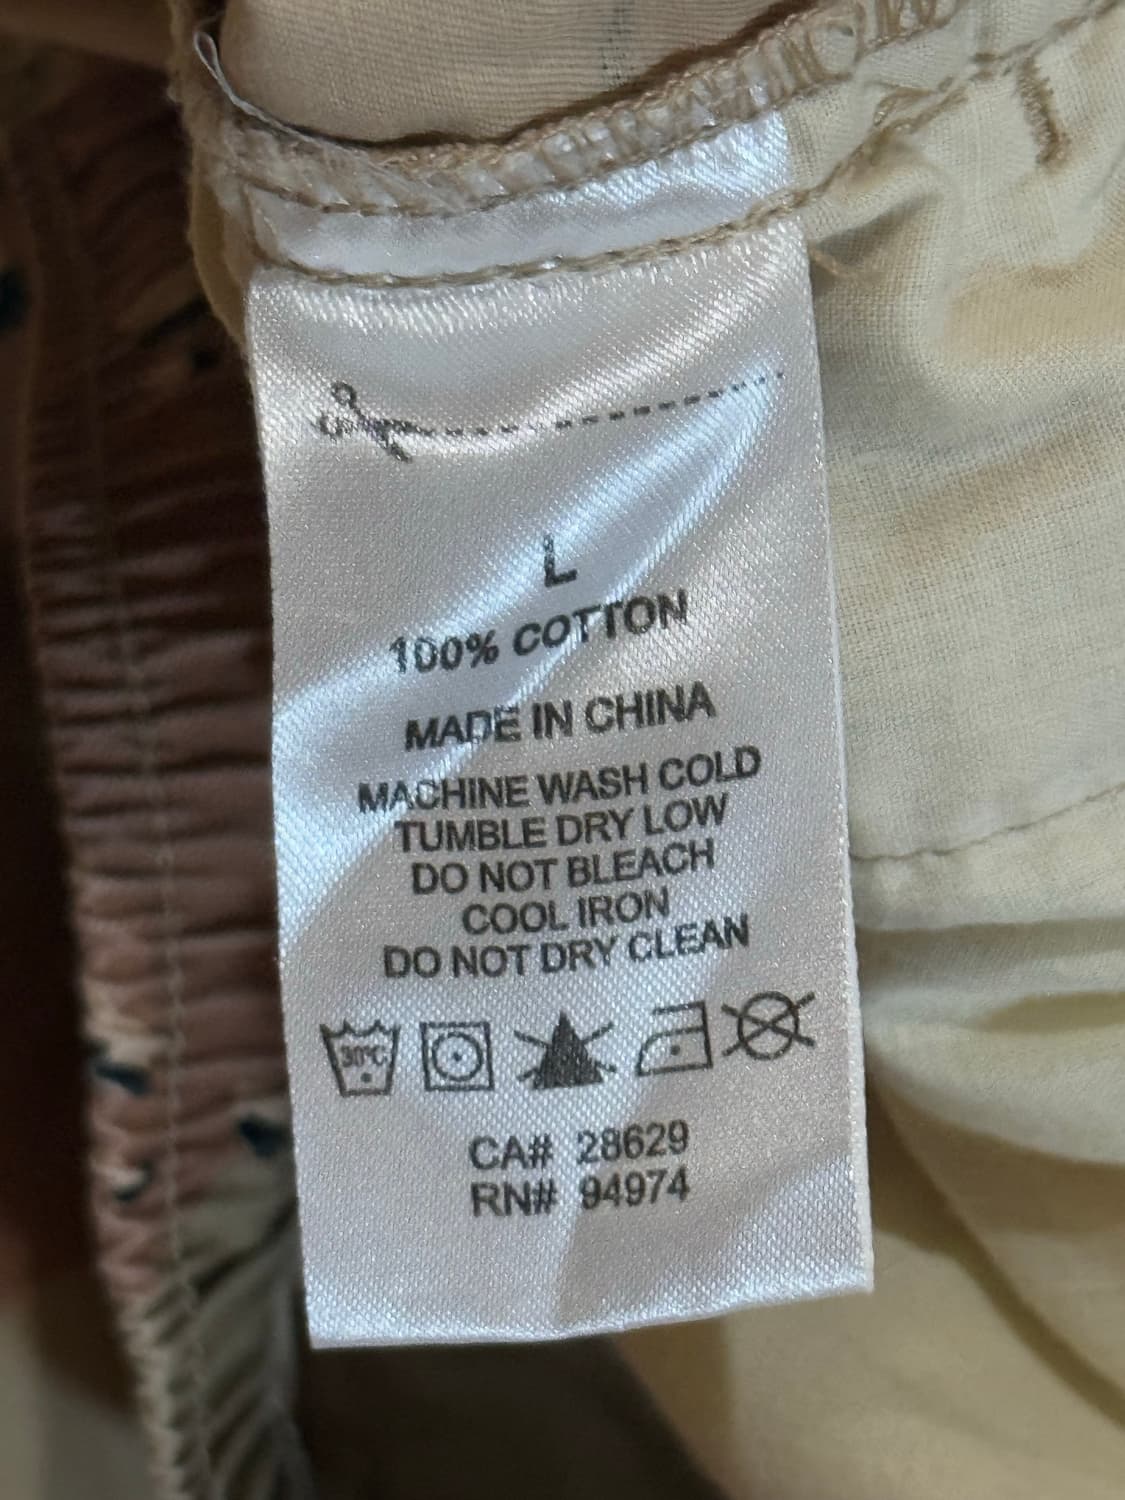 L
100% COTTON
MADE IN CHINA
MACHINE WASH COLD
TUMBLE DRY LOW
DO NOT BLEACH
COOL IRON
DO NOT DRY CLEAN
30°C
CA# 28629
RN# 94974